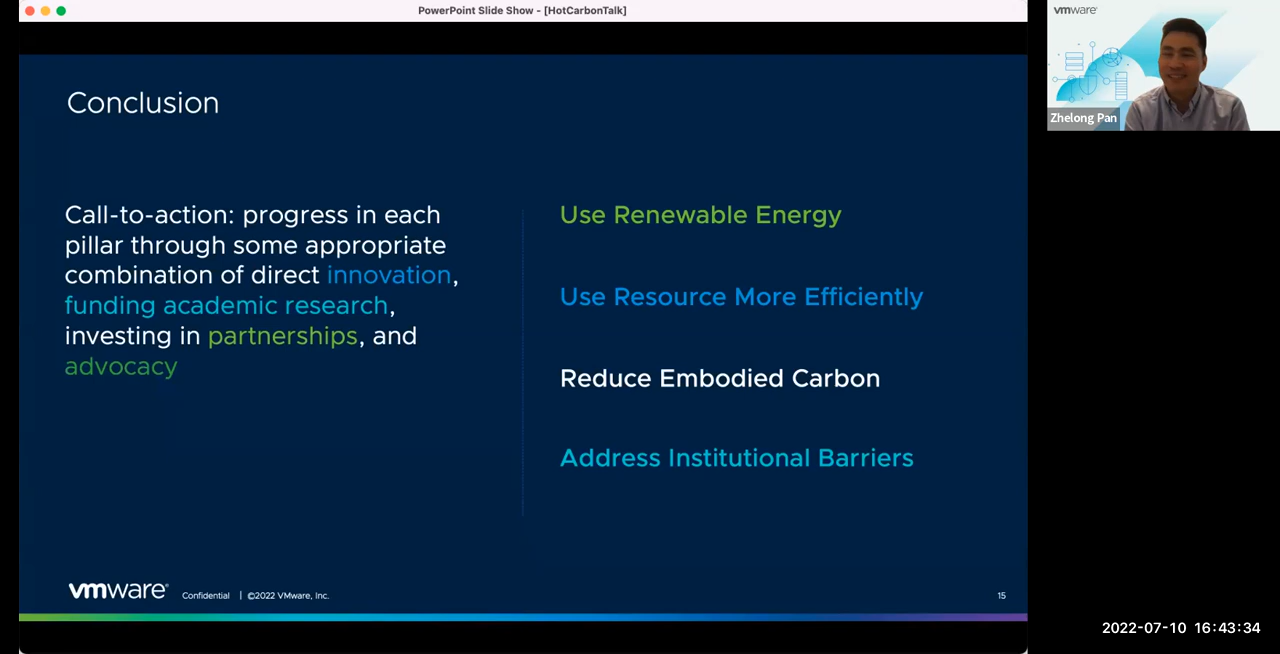 PowerPoint Slide Show - [HotCarbonTalk]
vmware
Zhelong Pan
Conclusion
Call-to-action: progress in each
pillar through some appropriate
combination of direct innovation,
funding academic research,
investing in partnerships, and
advocacy
Use Renewable Energy
Use Resource More Efficiently
Reduce Embodied Carbon
Address Institutional Barriers
vmware® Confidential | ©2022 VMware, Inc.
15
2022-07-10 16:43:34